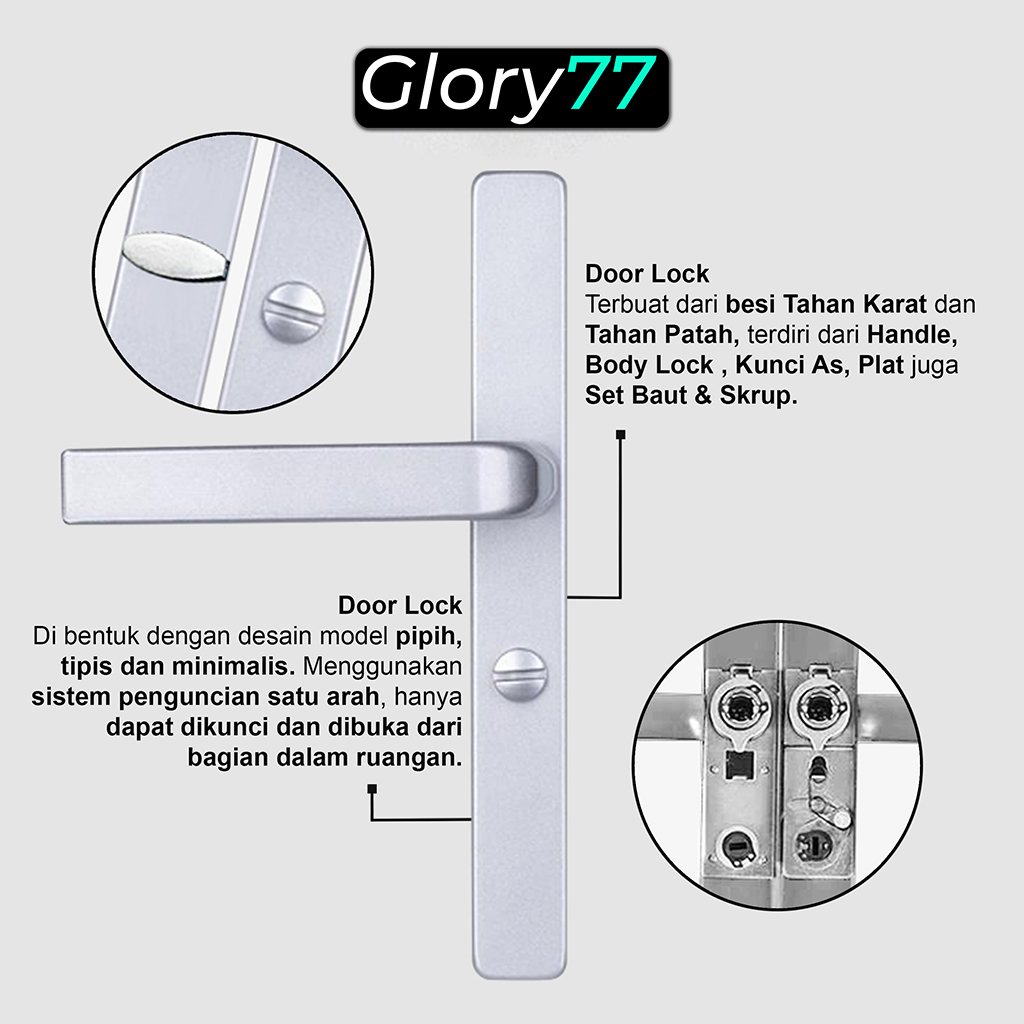 Glory77
Door Lock
Terbuat dari besi Tahan Karat dan
Tahan Patah, terdiri dari Handle,
Body Lock , Kunci As, Plat juga
Set Baut & Skrup.
Door Lock
Di bentuk dengan desain model pipih,
tipis dan minimalis. Menggunakan
sistem penguncian satu arah, hanya
dapat dikunci dan dibuka dari
bagian dalam ruangan.